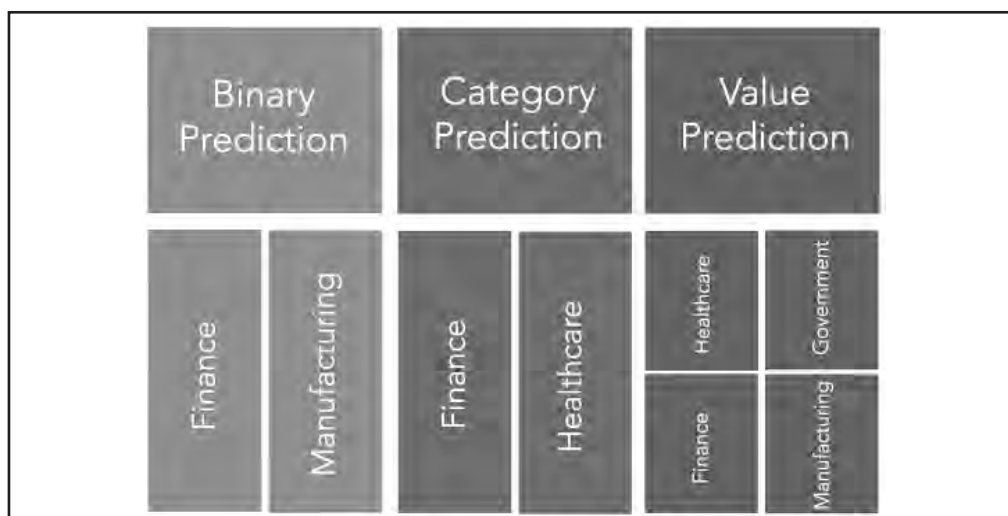 Binary
Prediction
Category
Prediction
Value
Prediction
Finance
Manufacturing
Finance
Healthcare
Healthcare
Government
Finance
Manufacturing